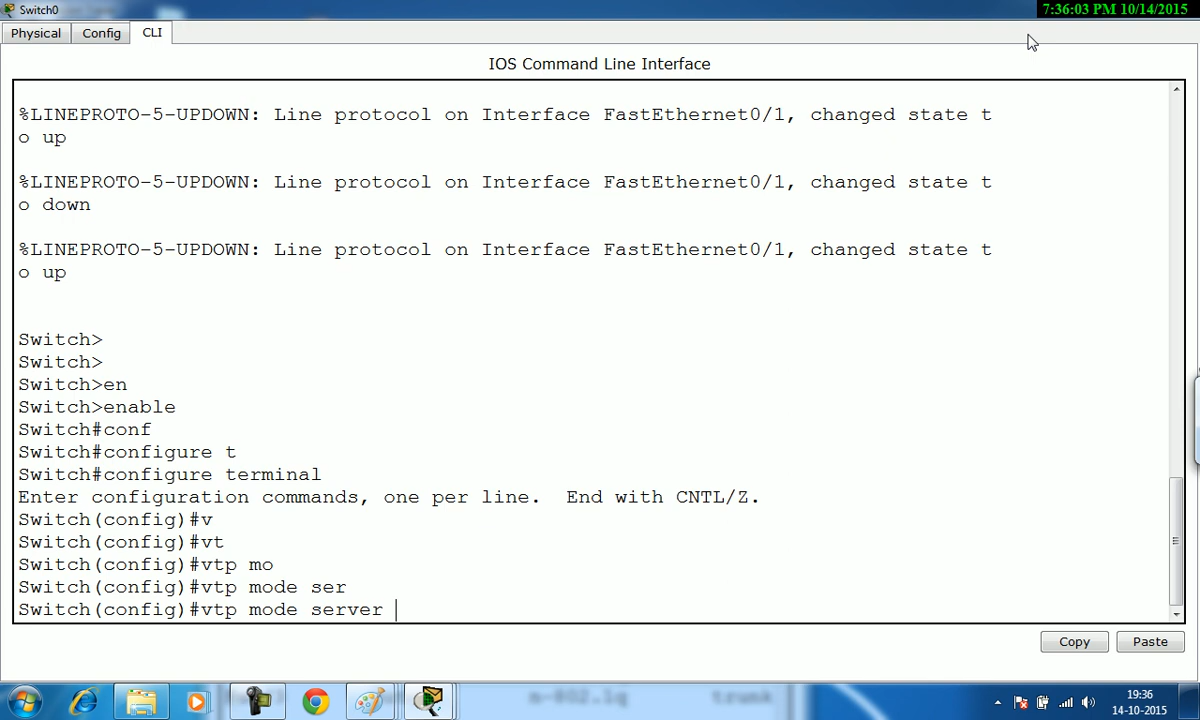 Switch0
7:36:03 PM 10/14/2015
Physical Config CLI
IOS Command Line Interface
%LINEPROTO-5-UPDOWN: Line protocol on Interface FastEthernet0/1, changed state t
o up
%LINEPROTO-5-UPDOWN: Line protocol on Interface FastEthernet0/1, changed state t
o down
%LINEPROTO-5-UPDOWN: Line protocol on Interface FastEthernet0/1, changed state t
o up
Switch>
Switch>
Switch>en
Switch>enable
Switch#conf
Switch#configure t
Switch#configure terminal
Enter configuration commands, one per line.  End with CNTL/Z.
Switch(config)#v
Switch(config)#vt
Switch(config)#vtp mo
Switch(config)#vtp mode ser
Switch(config)#vtp mode server
Copy Paste
n-802.1q trunk
19:36
14-10-2015